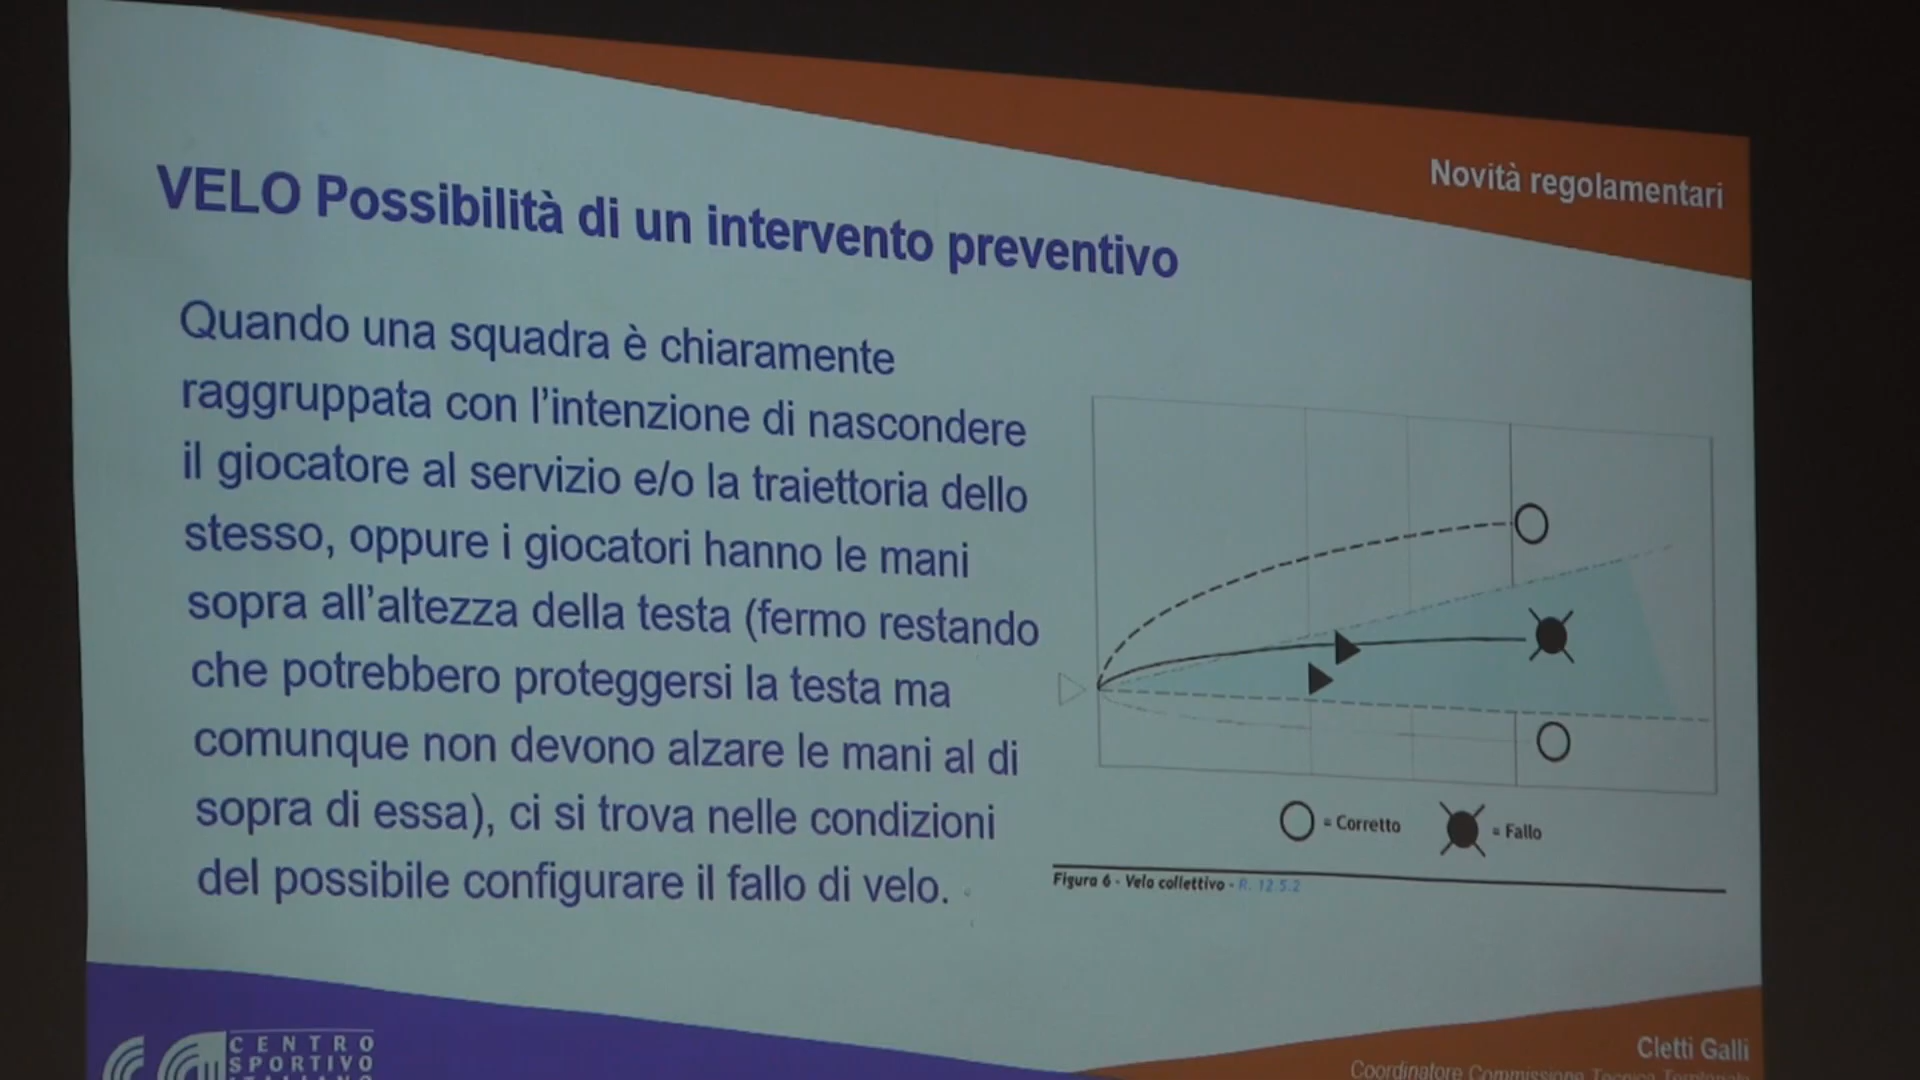 Novità regolamentari
VELO Possibilità di un intervento preventivo
Quando una squadra è chiaramente
raggruppata con l'intenzione di nascondere
il giocatore al servizio e/o la traiettoria dello
stesso, oppure i giocatori hanno le mani
sopra all'altezza della testa (fermo restando
che potrebbero proteggersi la testa ma
comunque non devono alzare le mani al di
sopra di essa), ci si trova nelle condizioni
del possibile configurare il fallo di velo.
= Corretto
= Fallo
Figura 6 - Velo collettivo - R. 12.5.2
CENTRO
SPORTIVO
Cletti Galli
Coordinatore Commissione Tecnica